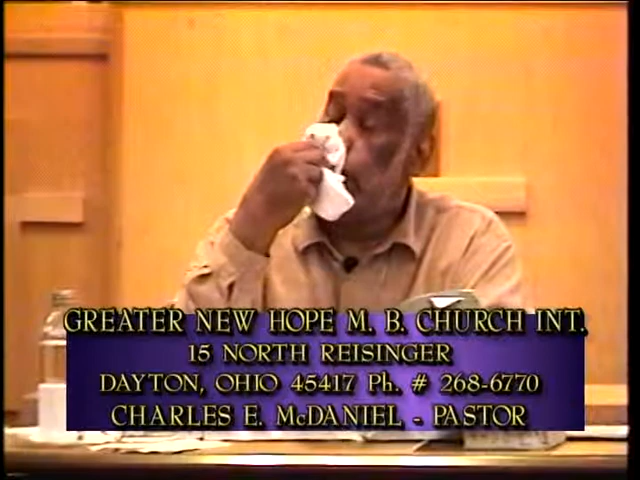 GREATER NEW HOPE M. B. CHURCH INT.
15 NORTH REISINGER
DAYTON, OHIO 45417 Ph. # 268-6770
CHARLES E. McDANIEL - PASTOR